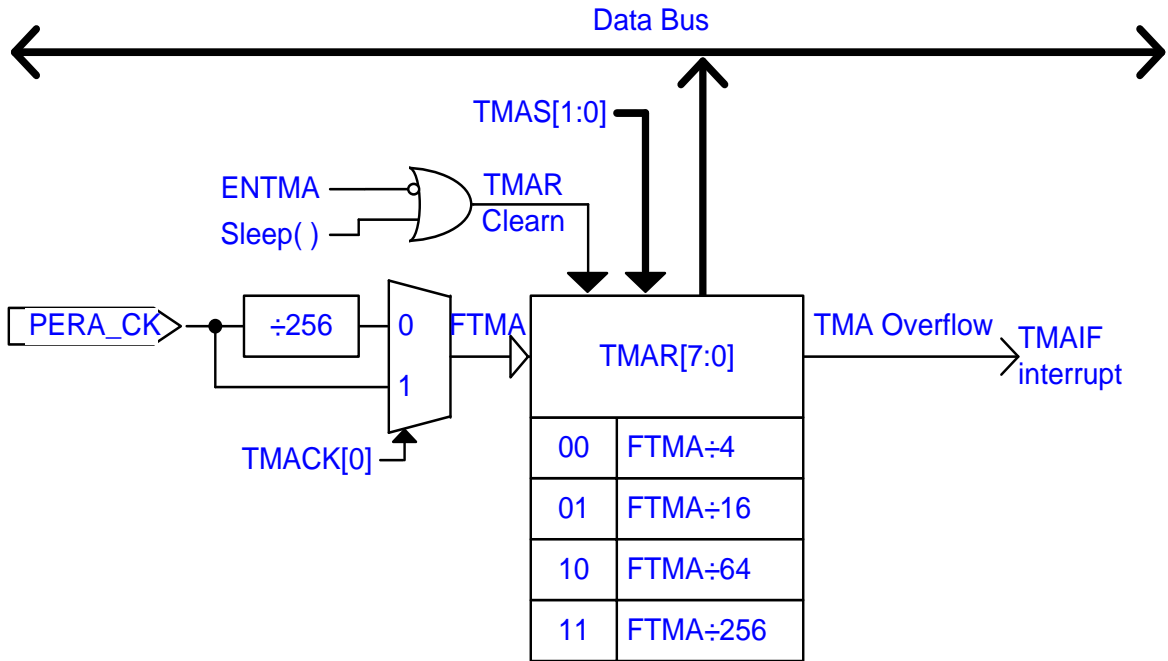 Data Bus
TMAS[1:0]
ENTMA
TMAR
Clearn
Sleep( )
PERA_CK
÷256
0
1
FTMA
TMACK[0]
TMAR[7:0]
TMA Overflow
TMAIF
interrupt
00 FTMA÷4
01 FTMA÷16
10 FTMA÷64
11 FTMA÷256